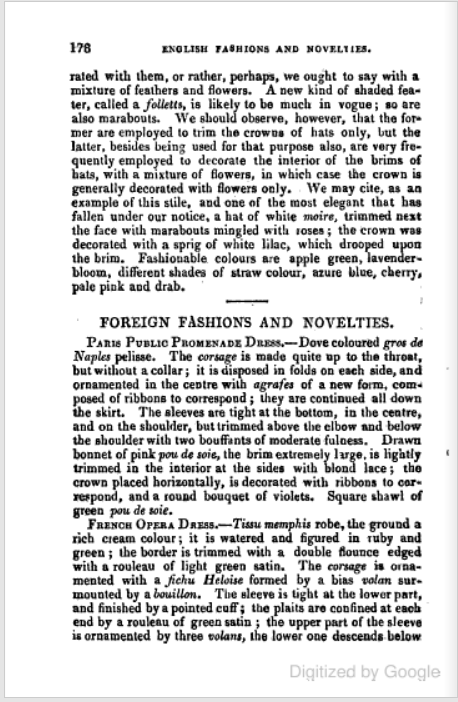 178 ENGLISH FASHIONS AND NOVELTIES.
rated with them, or rather, perhaps, we ought to say with a
mixture of feathers and flowers. A new kind of shaded fea-
ter, called a folletts, is likely to be much in vogue; so are
also marabouts. We should observe, however, that the for-
mer are employed to trim the crowns of hats only, but the
latter, besides being used for that purpose also, are very fre-
quently employed to decorate the interior of the brims of
hats, with a mixture of flowers, in which case the crown is
generally decorated with flowers only. We may cite, as an
example of this stile, and one of the most elegant that has
fallen under our notice, a hat of white moire, trimmed next
the face with marabouts mingled with roses; the crown was
decorated with a sprig of white lilac, which drooped upon
the brim. Fashionable colours are apple green, lavender-
bloom, different shades of straw colour, azure blue, cherry,
pale pink and drab.
FOREIGN FASHIONS AND NOVELTIES.
PARIS PUBLIC PROMENADE DRESS.—Dove coloured gros de
Naples pelisse. The corsage is made quite up to the throat,
but without a collar; it is disposed in folds on each side, and
ornamented in the centre with agrafes of a new form, com-
posed of ribbons to correspond; they are continued all down
the skirt. The sleeves are tight at the bottom, in the centre,
and on the shoulder, but trimmed above the elbow and below
the shoulder with two bouffants of moderate fulness. Drawn
bonnet of pink pou de soie, the brim extremely large, is lightly
trimmed in the interior at the sides with blond lace; the
crown placed horizontally, is decorated with ribbons to cor-
respond, and a round bouquet of violets. Square shawl of
green pou de soie.
FRENCH OPERA DRESS.—Tissu memphis robe, the ground a
rich cream colour; it is watered and figured in ruby and
green; the border is trimmed with a double flounce edged
with a rouleau of light green satin. The corsage is orna-
mented with a fichu Heloise formed by a bias volan sur-
mounted by a bouillon. The sleeve is tight at the lower part,
and finished by a pointed cuff; the plaits are confined at each
end by a rouleau of green satin; the upper part of the sleeve
is ornamented by three volans, the lower one descends below
Digitized by Google